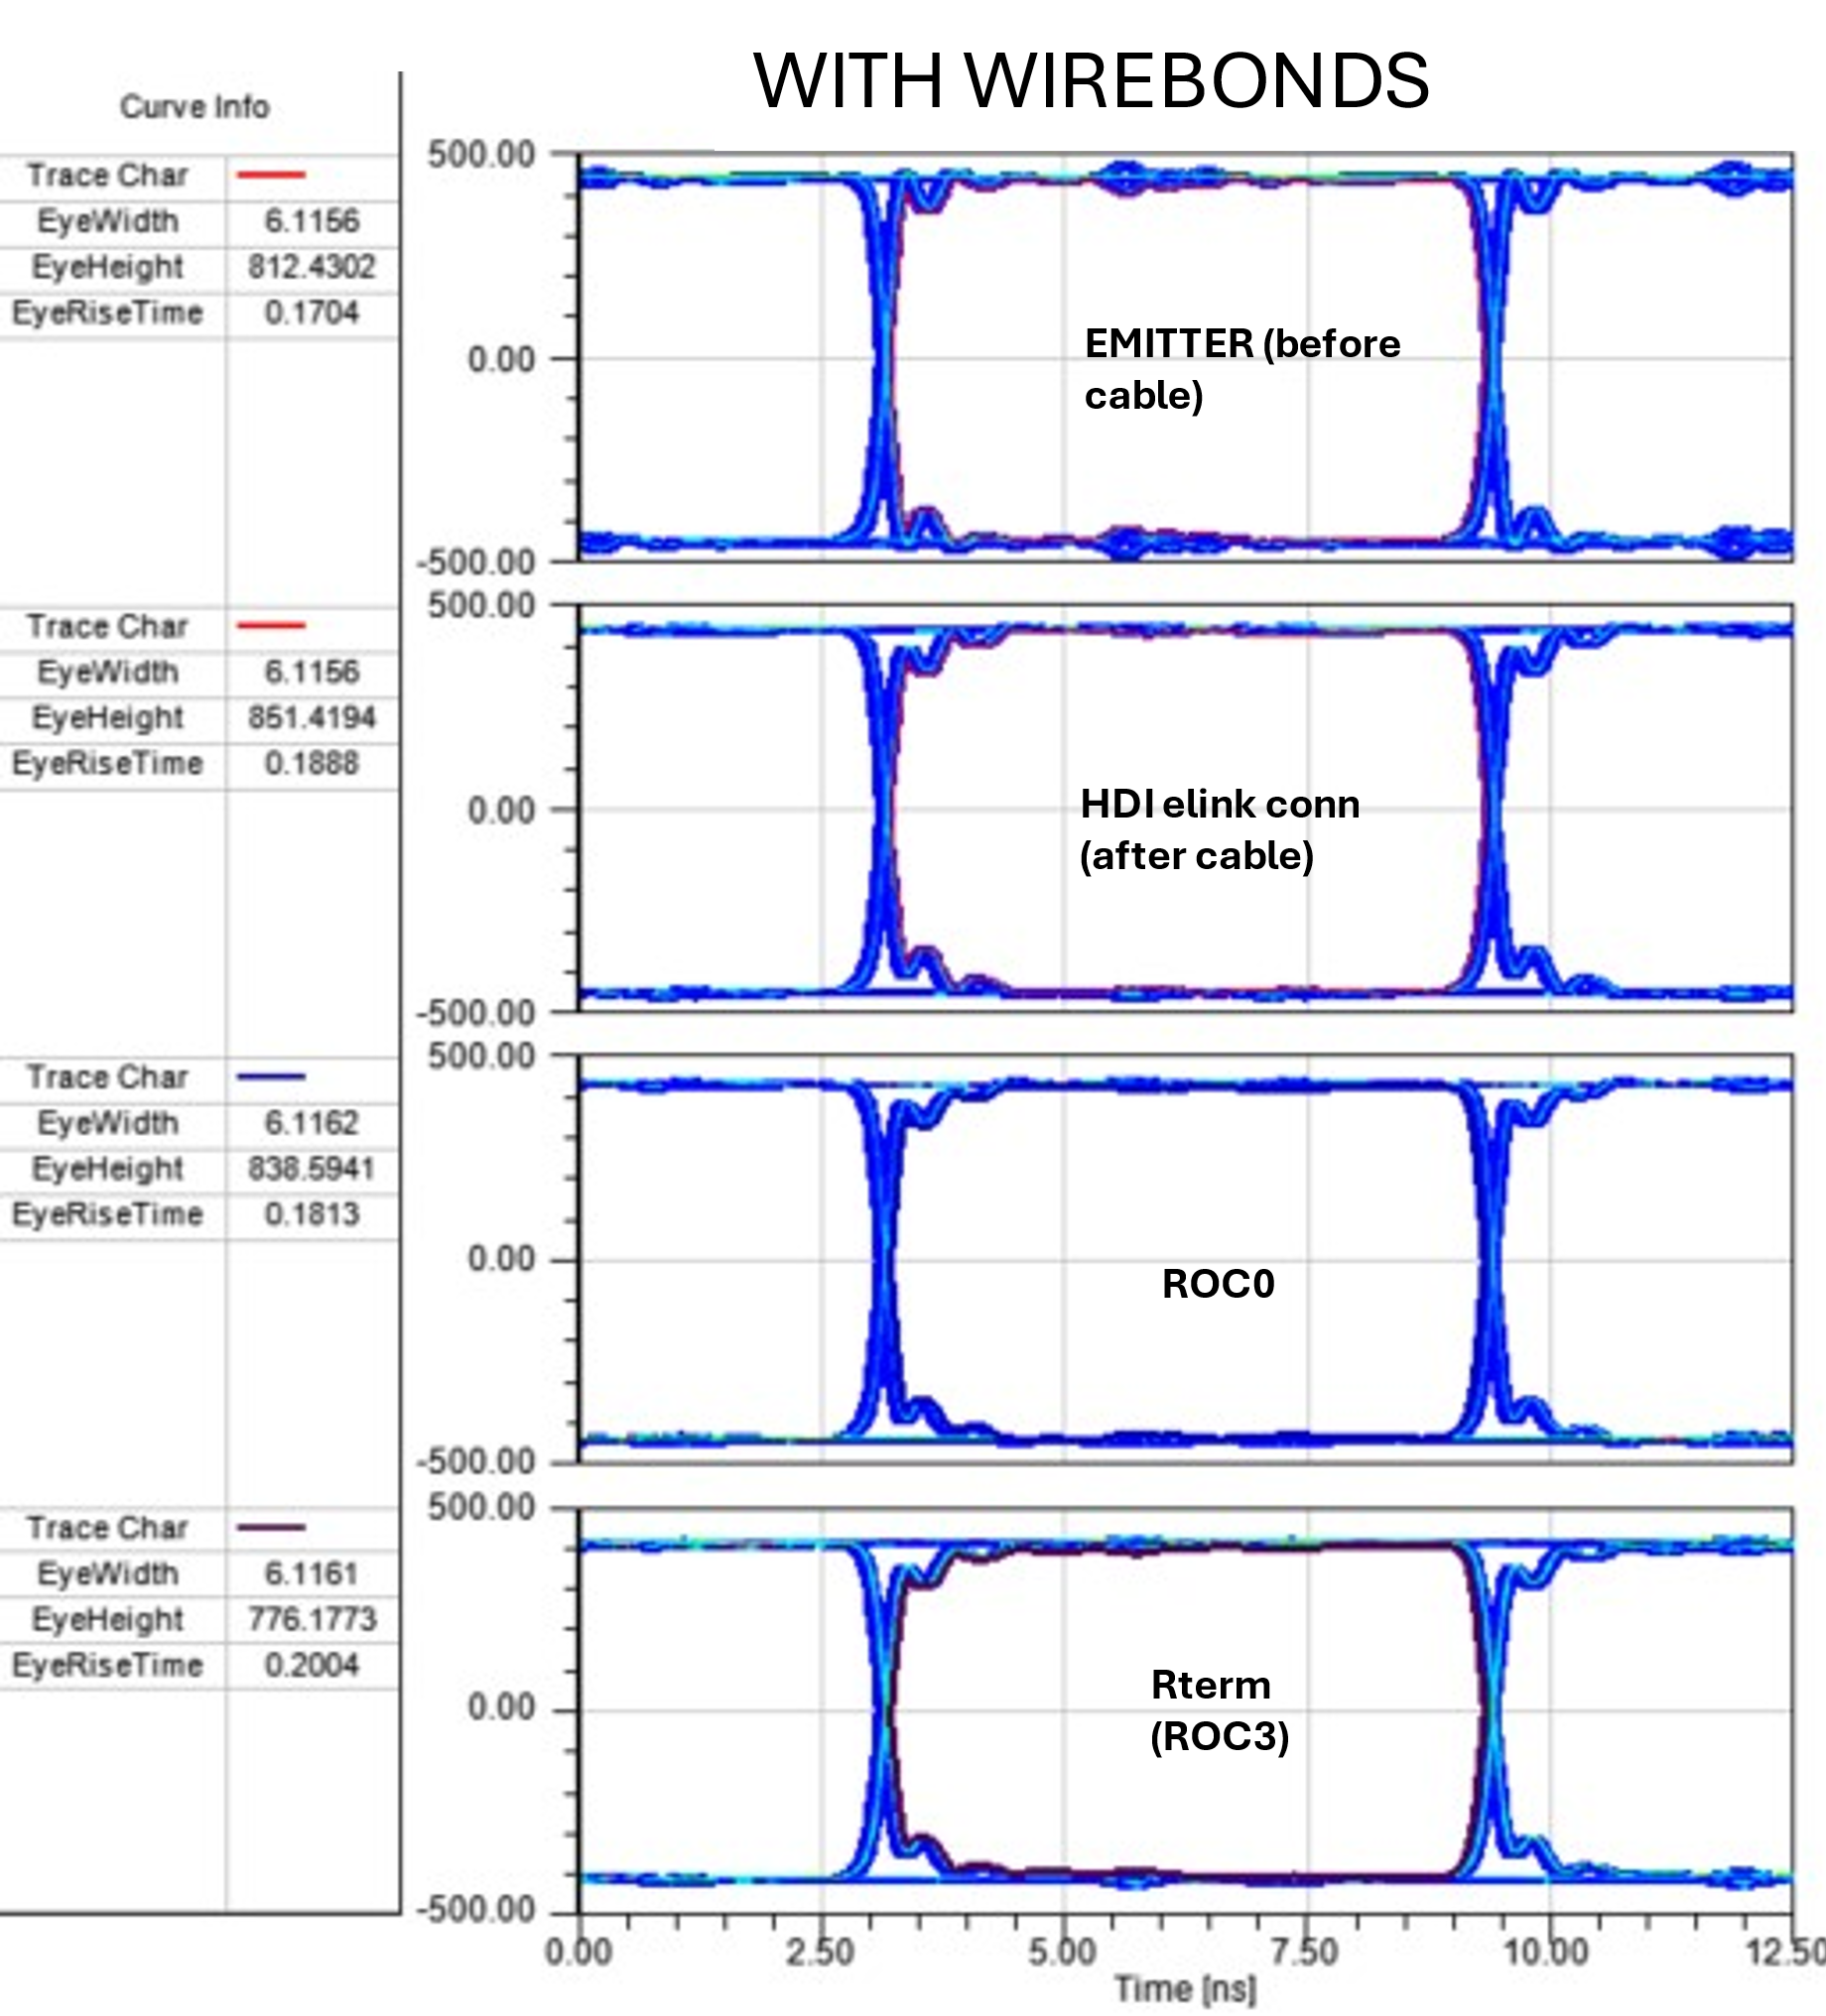 WITH WIREBONDS
Curve Info
Trace Char
EyeWidth 6.1156
EyeHeight 812.4302
EyeRiseTime 0.1704
500.00
0.00
-500.00
EMITTER (before
cable)
Trace Char
EyeWidth 6.1156
EyeHeight 851.4194
EyeRiseTime 0.1888
500.00
0.00
-500.00
HDI elink conn
(after cable)
Trace Char
EyeWidth 6.1162
EyeHeight 838.5941
EyeRiseTime 0.1813
500.00
0.00
-500.00
ROC0
Trace Char
EyeWidth 6.1161
EyeHeight 776.1773
EyeRiseTime 0.2004
500.00
0.00
-500.00
Rterm
(ROC3)
0.00 2.50 5.00 7.50 10.00 12.50
Time [ns]